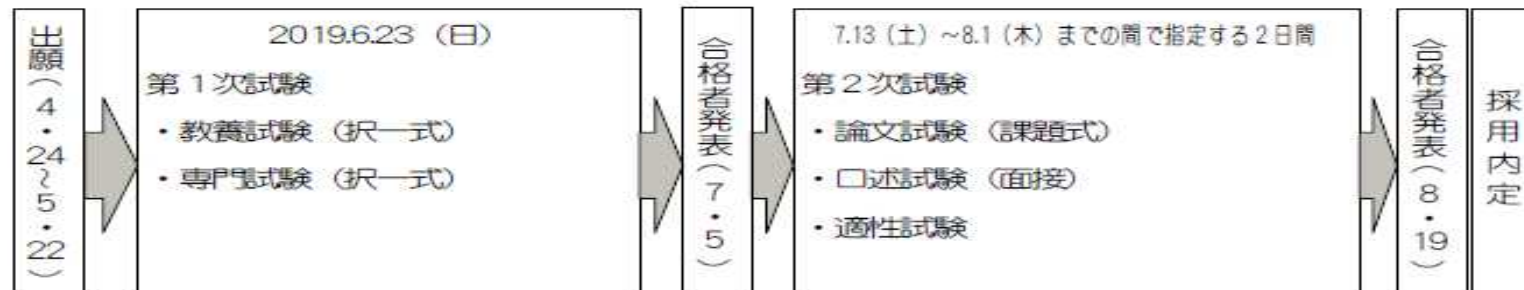 出願（4・24～5・22）
2019.6.23（日）
第1次試験
・教養試験（択一式）
・専門試験（択一式）
合格者発表（7・5）
7.13（土）～8.1（木）までの間で指定する2日間
第2次試験
・論文試験（課題式）
・口述試験（面接）
・適性試験
合格者発表（8・19）
採用内定